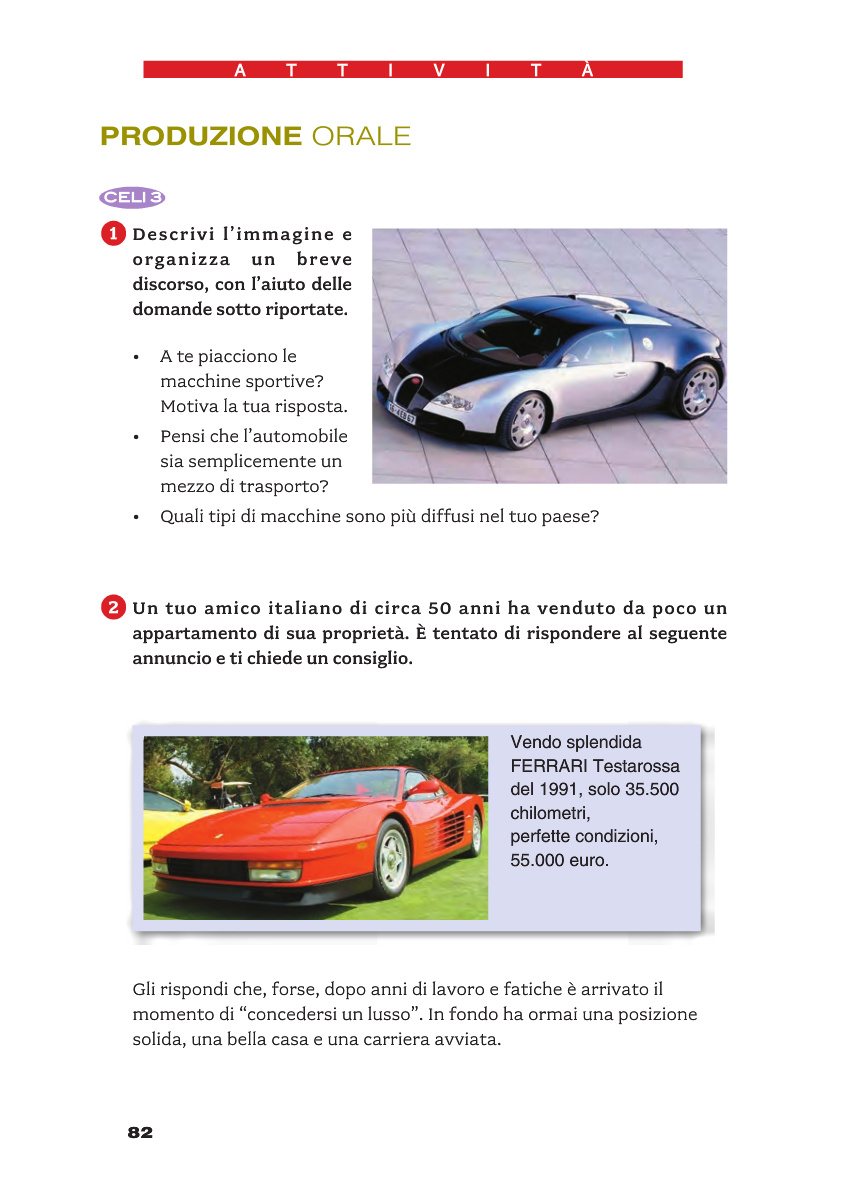 ATTIVITÀ
PRODUZIONE ORALE
CELI 3
1 Descrivi l'immagine e
organizza un breve
discorso, con l'aiuto delle
domande sotto riportate.
• A te piacciono le
macchine sportive?
Motiva la tua risposta.
• Pensi che l'automobile
sia semplicemente un
mezzo di trasporto?
• Quali tipi di macchine sono più diffusi nel tuo paese?
2 Un tuo amico italiano di circa 50 anni ha venduto da poco un
appartamento di sua proprietà. È tentato di rispondere al seguente
annuncio e ti chiede un consiglio.
Vendo splendida
FERRARI Testarossa
del 1991, solo 35.500
chilometri,
perfette condizioni,
55.000 euro.
Gli rispondi che, forse, dopo anni di lavoro e fatiche è arrivato il
momento di “concedersi un lusso”. In fondo ha ormai una posizione
solida, una bella casa e una carriera avviata.
82